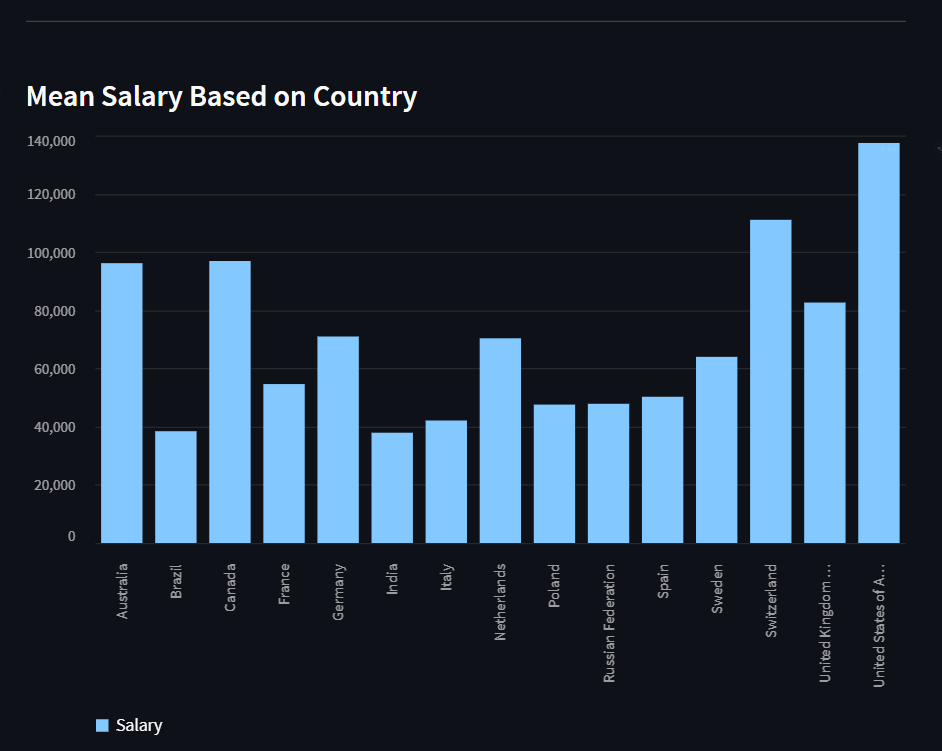 Mean Salary Based on Country
140,000
120,000
100,000
80,000
60,000
40,000
20,000
0
Australia
Brazil
Canada
France
Germany
India
Italy
Netherlands
Poland
Russian Federation
Spain
Sweden
Switzerland
United Kingdom ...
United States of A...
Salary